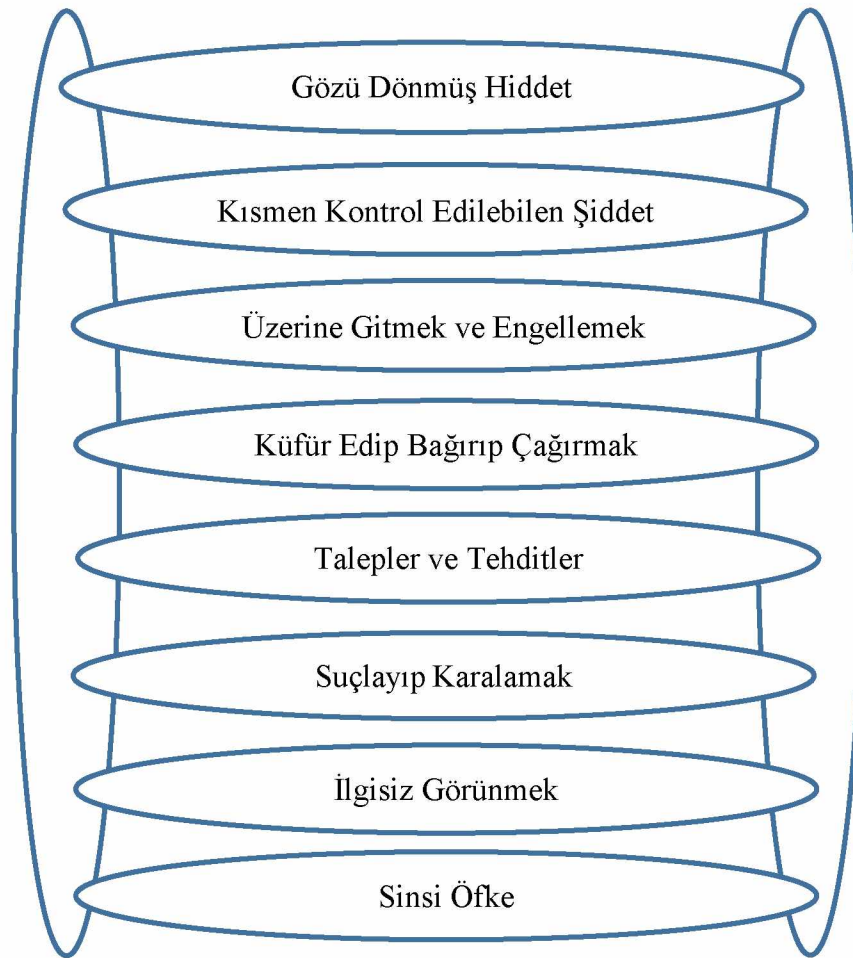 Gözü Dönmüş Hiddet
Kısmen Kontrol Edilebilen Şiddet
Üzerine Gitmek ve Engellemek
Küfür Edip Bağırıp Çağırmak
Talepler ve Tehditler
Suçlayıp Karalamak
İlgisiz Görünmek
Sinsi Öfke